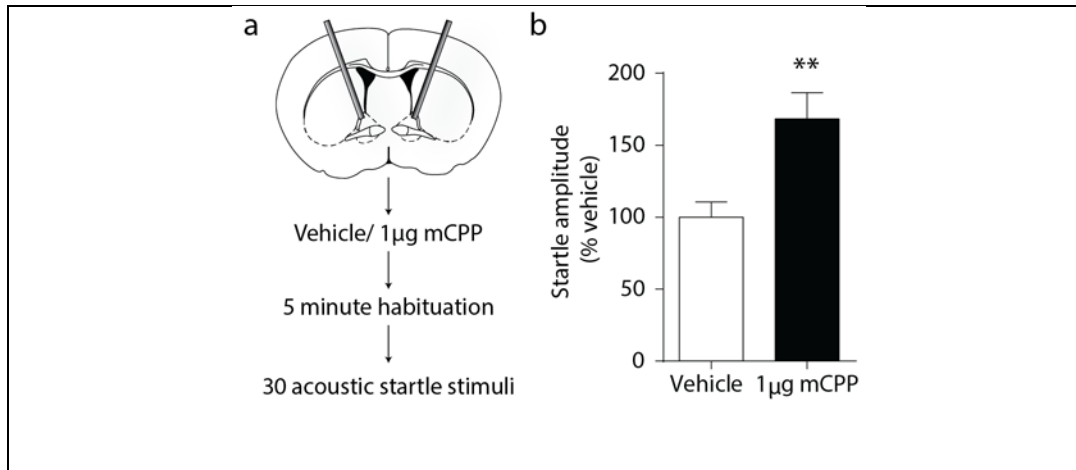 a
Vehicle/ 1μg mCPP
5 minute habituation
30 acoustic startle stimuli
b
Startle amplitude
(% vehicle)
200
150
100
50
0
**
Vehicle 1μg mCPP